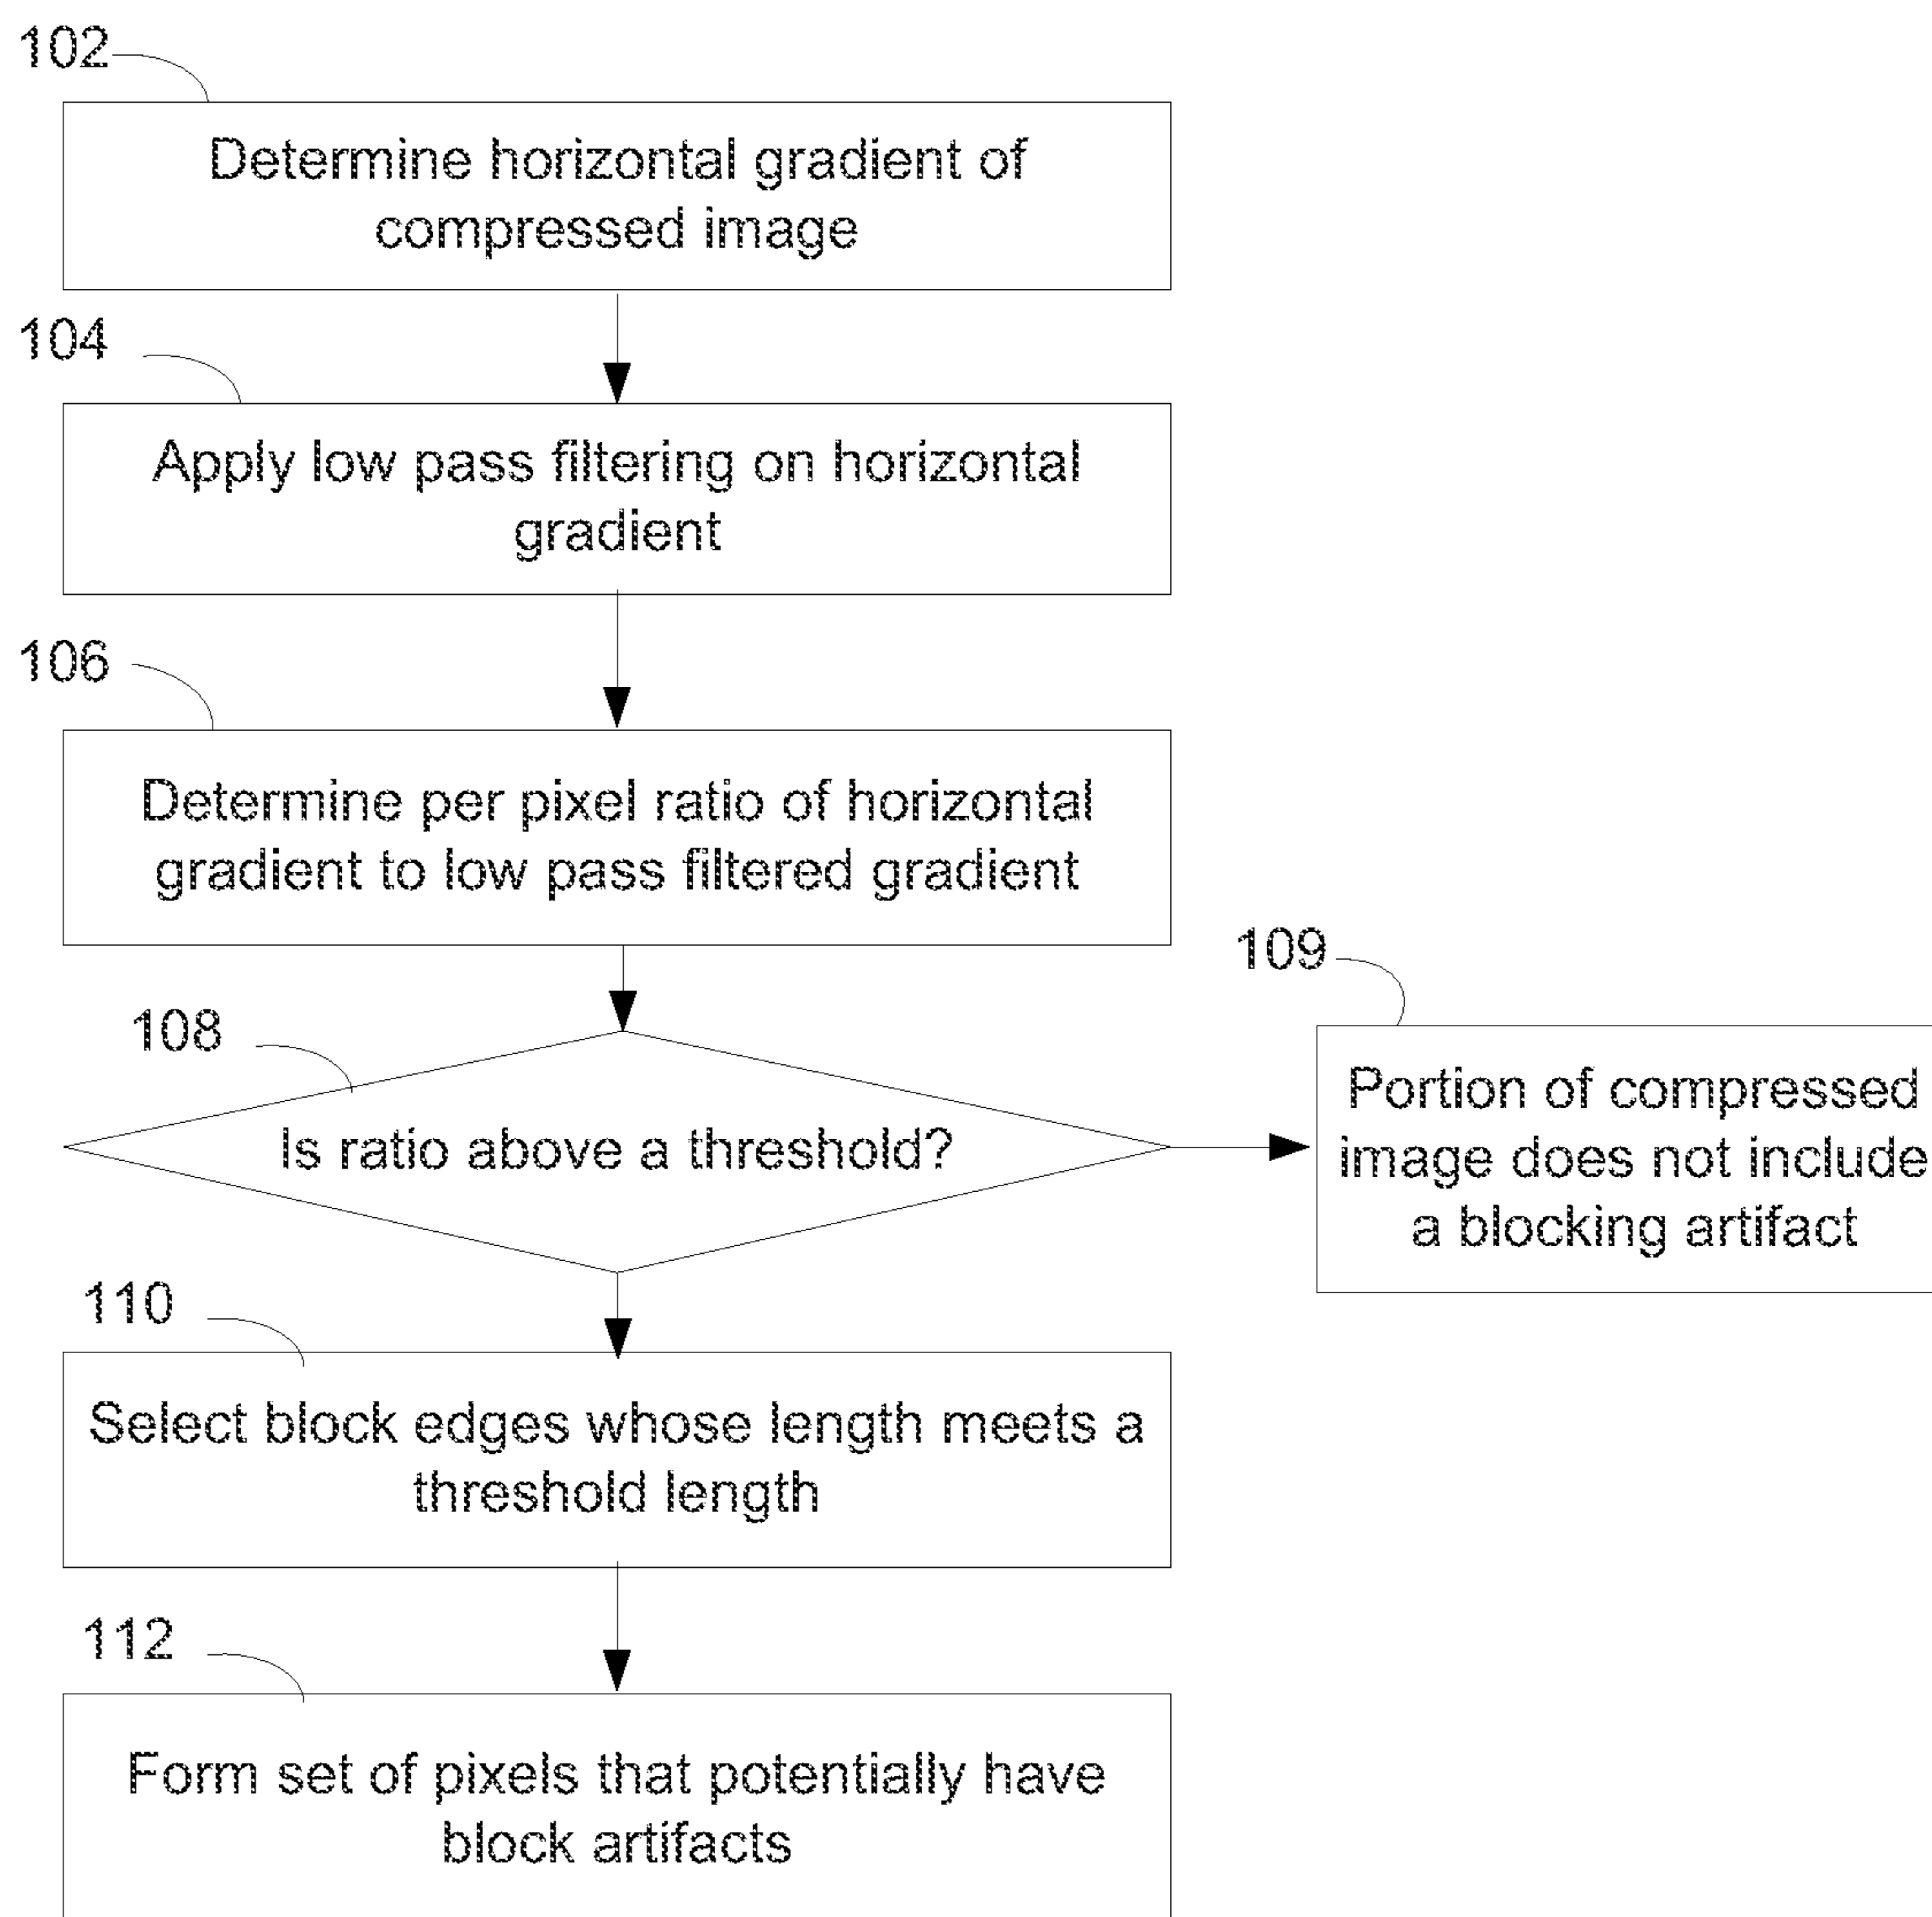 102
Determine horizontal gradient of
compressed image
104
Apply low pass filtering on horizontal
gradient
106
Determine per pixel ratio of horizontal
gradient to low pass filtered gradient
108
Is ratio above a threshold?
109
Portion of compressed
image does not include
a blocking artifact
110
Select block edges whose length meets a
threshold length
112
Form set of pixels that potentially have
block artifacts